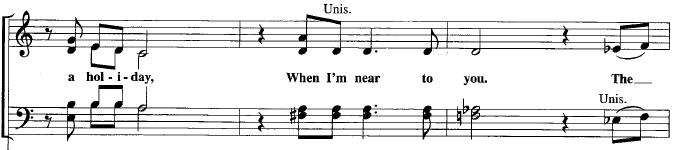 Unis.
a hol - i - day, When I'm near to you. The
Unis.